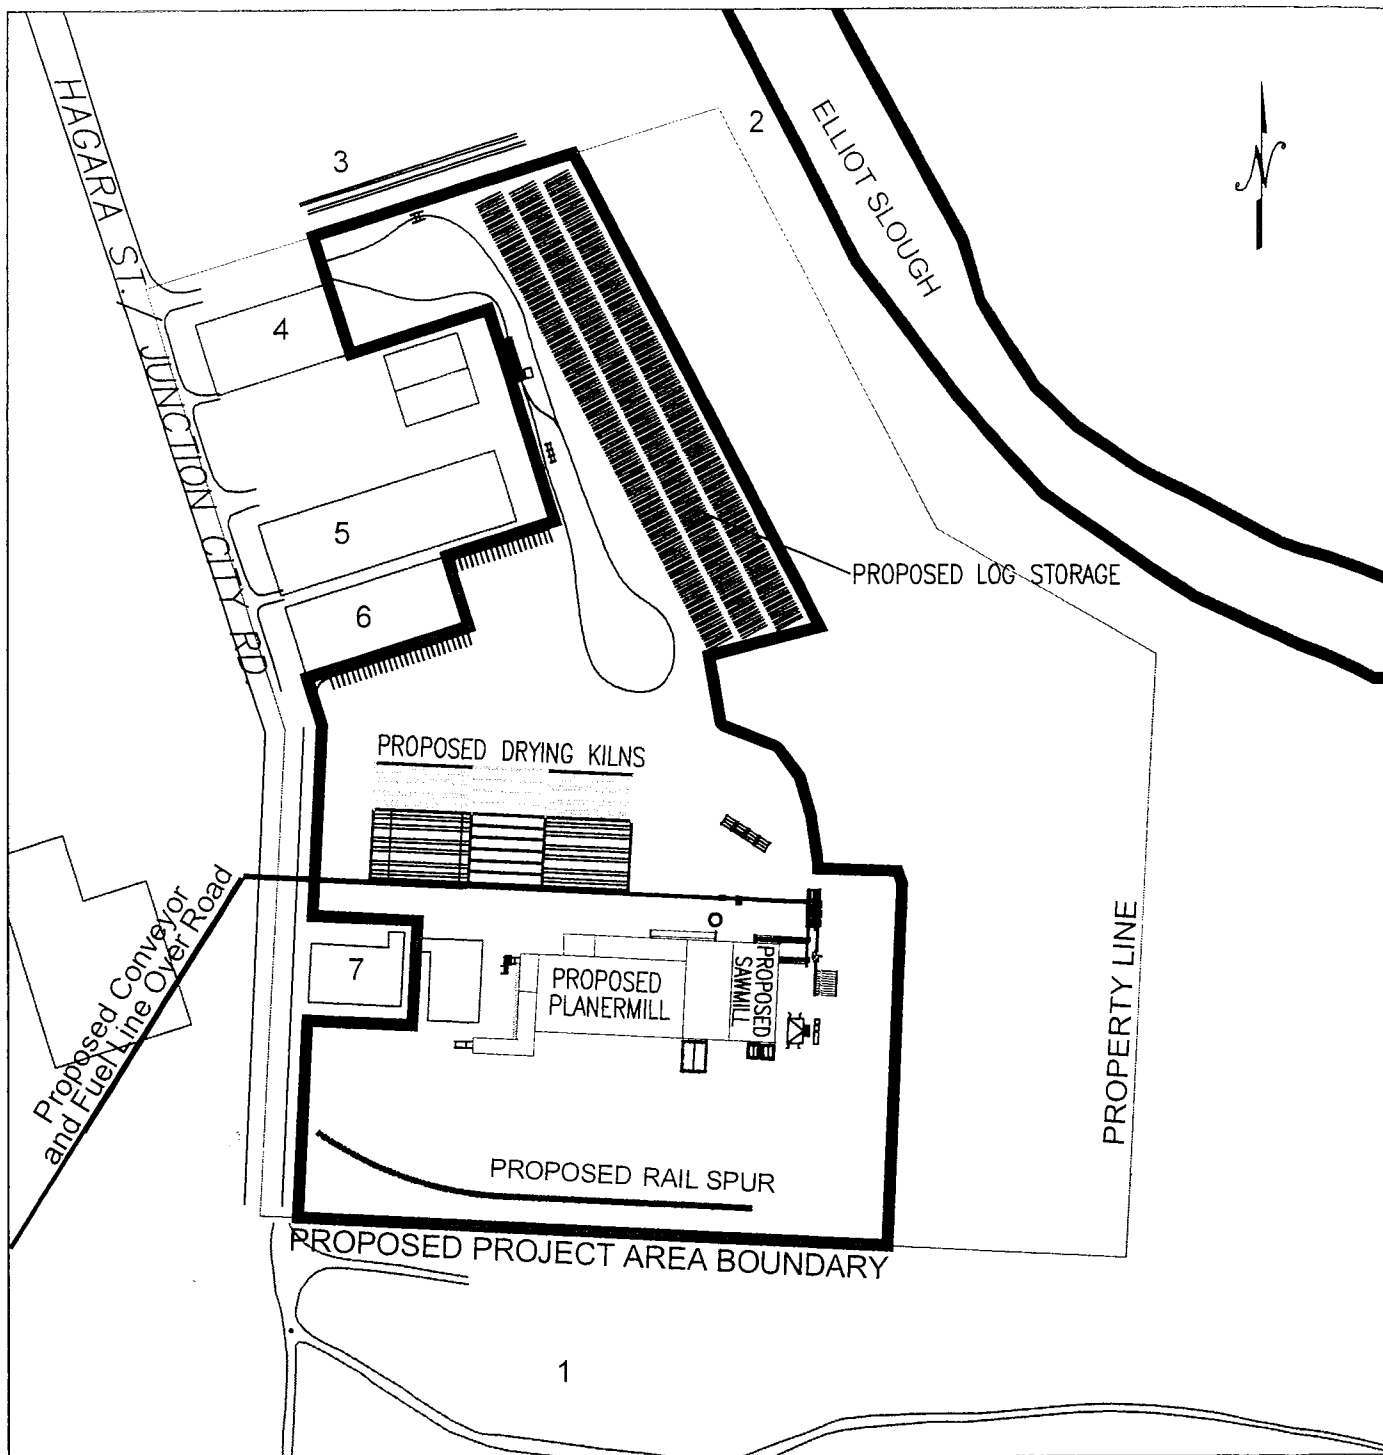 2
ELLIOT SLOUGH
N
3
HAGARA ST. / JUNCTION CITY RD.
4
5
PROPOSED LOG STORAGE
6
PROPOSED DRYING KILNS
Proposed Conveyor
and Fuel Line Over Road
7
PROPOSED
PLANERMILL
PROPOSED
SAWMILL
PROPERTY LINE
PROPOSED RAIL SPUR
PROPOSED PROJECT AREA BOUNDARY
1